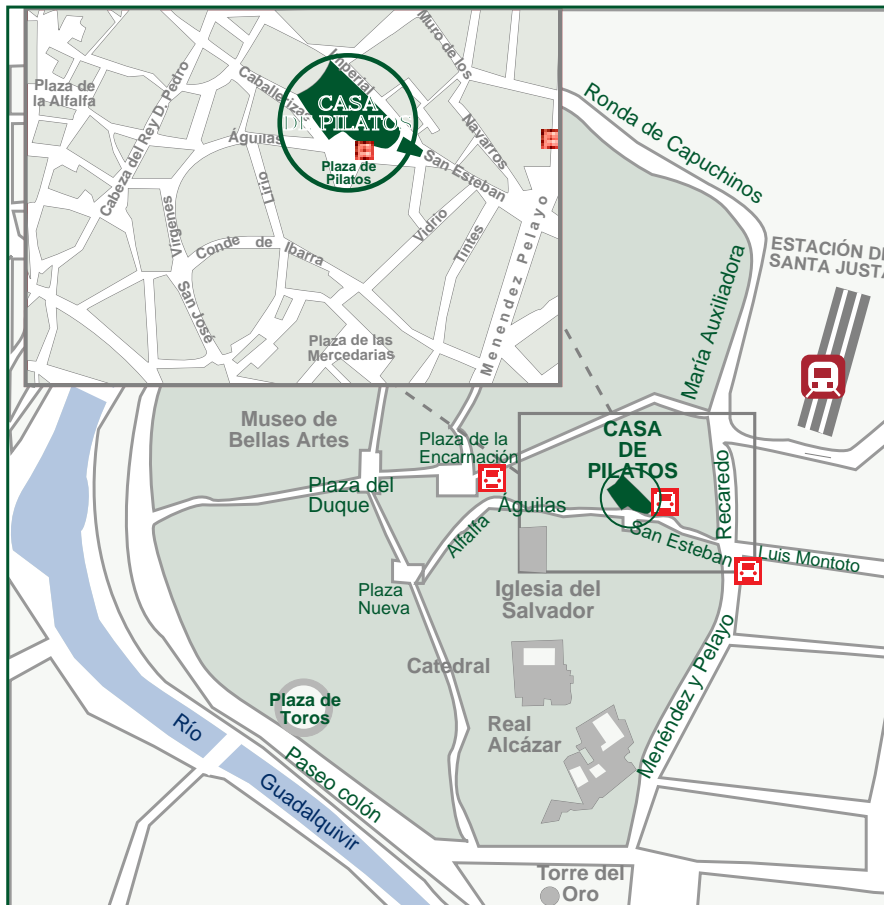 Plaza de
la Alfalfa
Cabeza del Rey D. Pedro
Caballerizas
Imperial
Muro de los
Navarros
CASA
DE PILATOS
Águilas
Plaza de
Pilatos
San Esteban
Lirio
Vírgenes
Conde de Ibarra
San José
Vidrio
Tintes
Menendez Pelayo
Plaza de las
Mercedarias
Ronda de Capuchinos
María Auxiliadora
ESTACIÓN DE
SANTA JUSTA
Museo de
Bellas Artes
Plaza de la
Encarnación
CASA
DE
PILATOS
Plaza del
Duque
Águilas
Alfalfa
San Esteban
Recaredo
Luis Montoto
Plaza
Nueva
Iglesia del
Salvador
Catedral
Menéndez y Pelayo
Plaza de
Toros
Real
Alcázar
Río
Guadalquivir
Paseo colón
Torre del
Oro